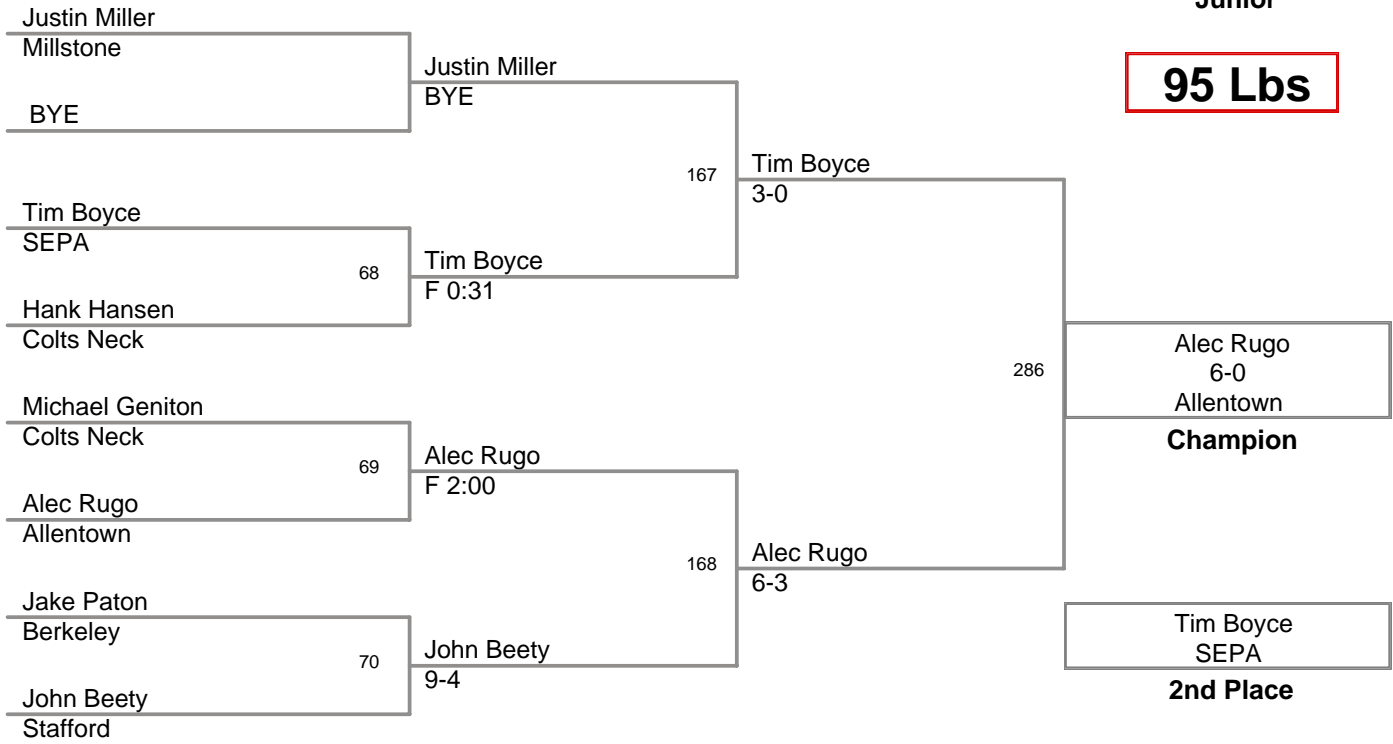 Junior
95 Lbs
Justin Miller
Millstone
BYE
Tim Boyce
SEPA
68
Hank Hansen
Colts Neck
Michael Geniton
Colts Neck
69
Alec Rugo
Allentown
Jake Paton
Berkeley
70
John Beety
Stafford
Justin Miller
BYE
167
Tim Boyce
F 0:31
Alec Rugo
F 2:00
168
John Beety
9-4
Tim Boyce
3-0
286
Alec Rugo
6-3
Alec Rugo
6-0
Allentown
Champion
Tim Boyce
SEPA
2nd Place